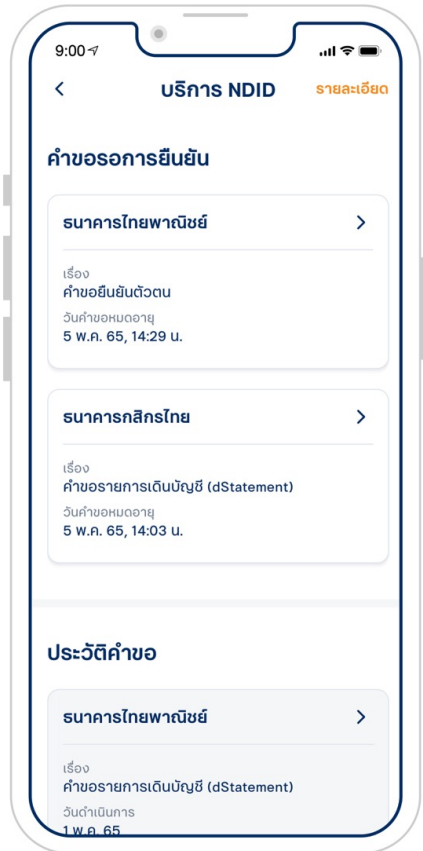 9:00
บริการ NDID
รายละเอียด
คำขอรอการยืนยัน
ธนาคารไทยพาณิชย์
เรื่อง
คำขอยืนยันตัวตน
วันคำขอหมดอายุ
5 พ.ค. 65, 14:29 น.
ธนาคารกสิกรไทย
เรื่อง
คำขอรายการเดินบัญชี (dStatement)
วันคำขอหมดอายุ
5 พ.ค. 65, 14:03 น.
ประวัติคำขอ
ธนาคารไทยพาณิชย์
เรื่อง
คำขอรายการเดินบัญชี (dStatement)
วันดำเนินการ
1 พ.ค. 65